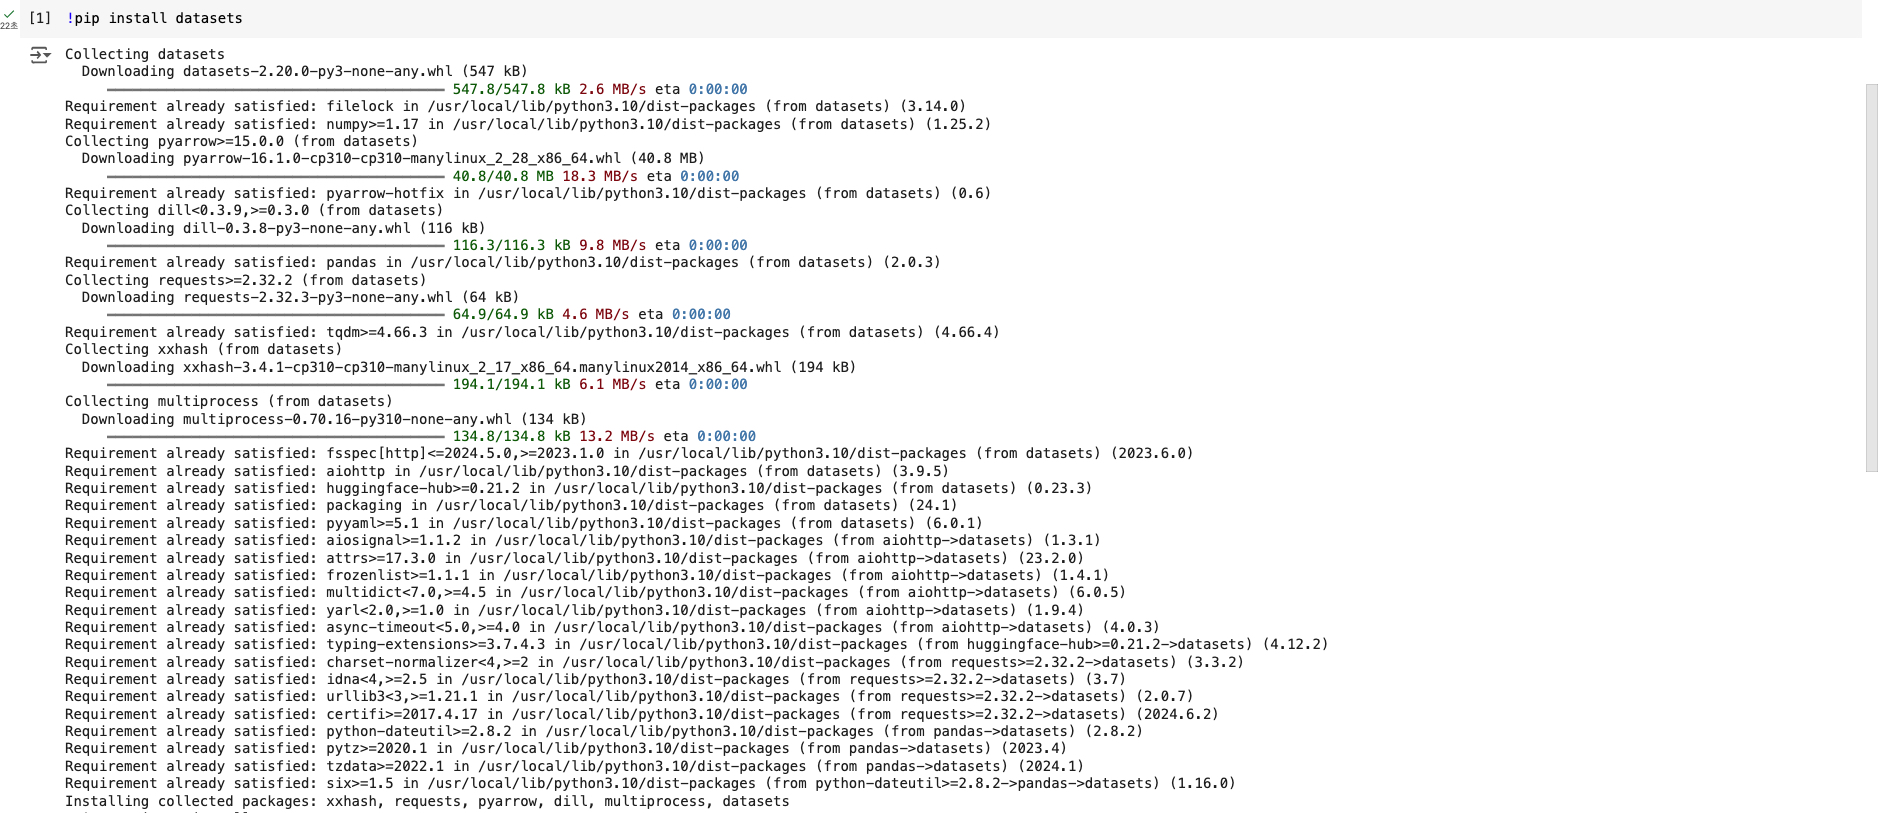 [1] !pip install datasets
22초
Collecting datasets
Downloading datasets-2.20.0-py3-none-any.whl (547 kB)
547.8/547.8 kB 2.6 MB/s eta 0:00:00
Requirement already satisfied: filelock in /usr/local/lib/python3.10/dist-packages (from datasets) (3.14.0)
Requirement already satisfied: numpy>=1.17 in /usr/local/lib/python3.10/dist-packages (from datasets) (1.25.2)
Collecting pyarrow>=15.0.0 (from datasets)
Downloading pyarrow-16.1.0-cp310-cp310-manylinux_2_28_x86_64.whl (40.8 MB)
40.8/40.8 MB 18.3 MB/s eta 0:00:00
Requirement already satisfied: pyarrow-hotfix in /usr/local/lib/python3.10/dist-packages (from datasets) (0.6)
Collecting dill<0.3.9,>=0.3.0 (from datasets)
Downloading dill-0.3.8-py3-none-any.whl (116 kB)
116.3/116.3 kB 9.8 MB/s eta 0:00:00
Requirement already satisfied: pandas in /usr/local/lib/python3.10/dist-packages (from datasets) (2.0.3)
Collecting requests>=2.32.2 (from datasets)
Downloading requests-2.32.3-py3-none-any.whl (64 kB)
64.9/64.9 kB 4.6 MB/s eta 0:00:00
Requirement already satisfied: tqdm>=4.66.3 in /usr/local/lib/python3.10/dist-packages (from datasets) (4.66.4)
Collecting xxhash (from datasets)
Downloading xxhash-3.4.1-cp310-cp310-manylinux_2_17_x86_64.manylinux2014_x86_64.whl (194 kB)
194.1/194.1 kB 6.1 MB/s eta 0:00:00
Collecting multiprocess (from datasets)
Downloading multiprocess-0.70.16-py310-none-any.whl (134 kB)
134.8/134.8 kB 13.2 MB/s eta 0:00:00
Requirement already satisfied: fsspec[http]<=2024.5.0,>=2023.1.0 in /usr/local/lib/python3.10/dist-packages (from datasets) (2023.6.0)
Requirement already satisfied: aiohttp in /usr/local/lib/python3.10/dist-packages (from datasets) (3.9.5)
Requirement already satisfied: huggingface-hub>=0.21.2 in /usr/local/lib/python3.10/dist-packages (from datasets) (0.23.3)
Requirement already satisfied: packaging in /usr/local/lib/python3.10/dist-packages (from datasets) (24.1)
Requirement already satisfied: pyyaml>=5.1 in /usr/local/lib/python3.10/dist-packages (from datasets) (6.0.1)
Requirement already satisfied: aiosignal>=1.1.2 in /usr/local/lib/python3.10/dist-packages (from aiohttp->datasets) (1.3.1)
Requirement already satisfied: attrs>=17.3.0 in /usr/local/lib/python3.10/dist-packages (from aiohttp->datasets) (23.2.0)
Requirement already satisfied: frozenlist>=1.1.1 in /usr/local/lib/python3.10/dist-packages (from aiohttp->datasets) (1.4.1)
Requirement already satisfied: multidict<7.0,>=4.5 in /usr/local/lib/python3.10/dist-packages (from aiohttp->datasets) (6.0.5)
Requirement already satisfied: yarl<2.0,>=1.0 in /usr/local/lib/python3.10/dist-packages (from aiohttp->datasets) (1.9.4)
Requirement already satisfied: async-timeout<5.0,>=4.0 in /usr/local/lib/python3.10/dist-packages (from aiohttp->datasets) (4.0.3)
Requirement already satisfied: typing-extensions>=3.7.4.3 in /usr/local/lib/python3.10/dist-packages (from huggingface-hub>=0.21.2->datasets) (4.12.2)
Requirement already satisfied: charset-normalizer<4,>=2 in /usr/local/lib/python3.10/dist-packages (from requests>=2.32.2->datasets) (3.3.2)
Requirement already satisfied: idna<4,>=2.5 in /usr/local/lib/python3.10/dist-packages (from requests>=2.32.2->datasets) (3.7)
Requirement already satisfied: urllib3<3,>=1.21.1 in /usr/local/lib/python3.10/dist-packages (from requests>=2.32.2->datasets) (2.0.7)
Requirement already satisfied: certifi>=2017.4.17 in /usr/local/lib/python3.10/dist-packages (from requests>=2.32.2->datasets) (2024.6.2)
Requirement already satisfied: python-dateutil>=2.8.2 in /usr/local/lib/python3.10/dist-packages (from pandas->datasets) (2.8.2)
Requirement already satisfied: pytz>=2020.1 in /usr/local/lib/python3.10/dist-packages (from pandas->datasets) (2023.4)
Requirement already satisfied: tzdata>=2022.1 in /usr/local/lib/python3.10/dist-packages (from pandas->datasets) (2024.1)
Requirement already satisfied: six>=1.5 in /usr/local/lib/python3.10/dist-packages (from python-dateutil>=2.8.2->pandas->datasets) (1.16.0)
Installing collected packages: xxhash, requests, pyarrow, dill, multiprocess, datasets